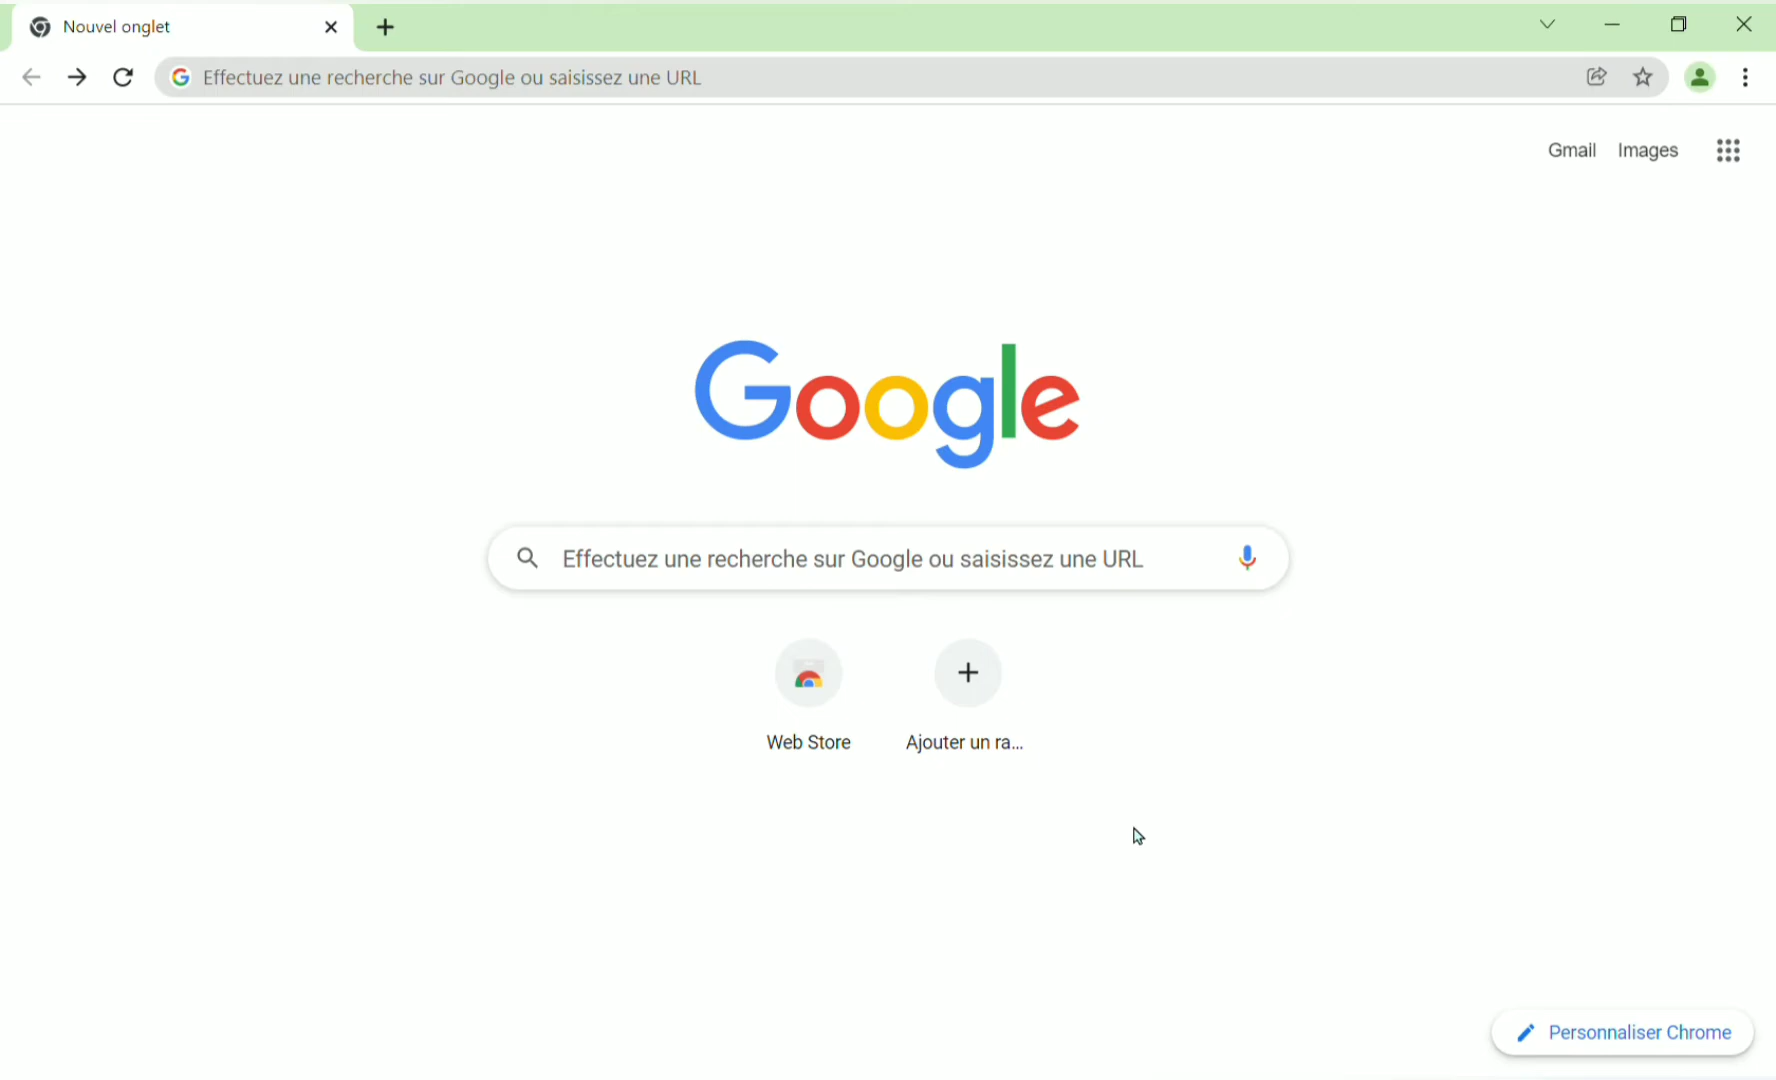 Nouvel onglet
Effectuez une recherche sur Google ou saisissez une URL
Gmail Images
Google
Effectuez une recherche sur Google ou saisissez une URL
Web Store Ajouter un ra...
Personnaliser Chrome